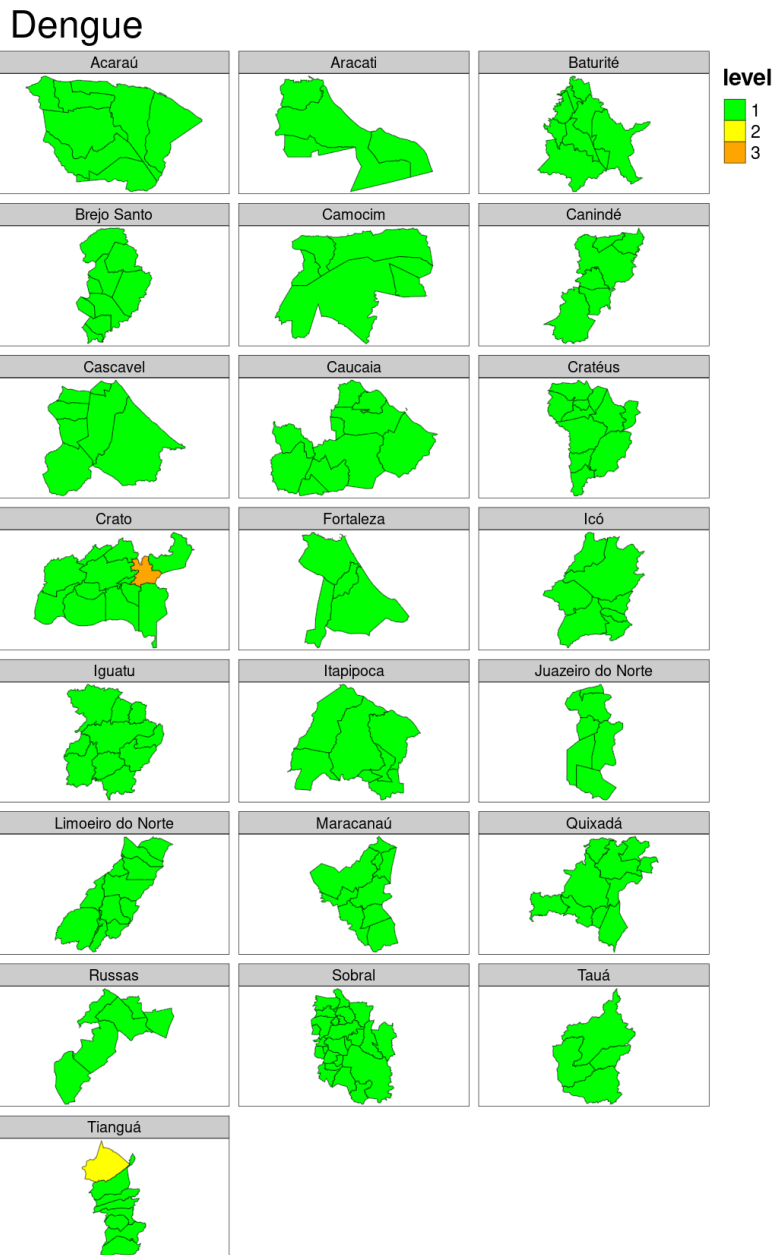 Dengue
Acaraú
Aracati
Baturité
level
1
2
3
Brejo Santo
Camocim
Canindé
Cascavel
Caucaia
Cratéus
Crato
Fortaleza
Icó
Iguatu
Itapipoca
Juazeiro do Norte
Limoeiro do Norte
Maracanaú
Quixadá
Russas
Sobral
Tauá
Tianguá